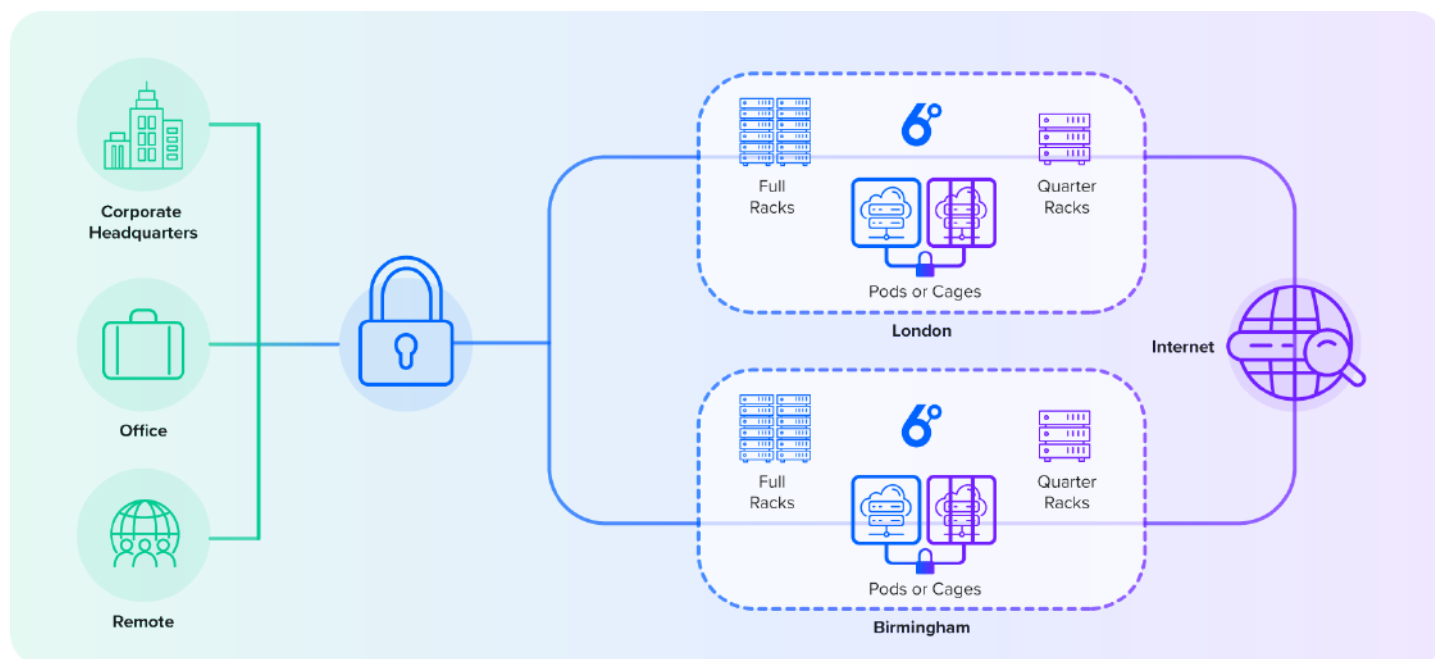 Corporate
Headquarters
Office
Remote
6°
Full
Racks
Quarter
Racks
Pods or Cages
London
Internet
6°
Full
Racks
Quarter
Racks
Pods or Cages
Birmingham